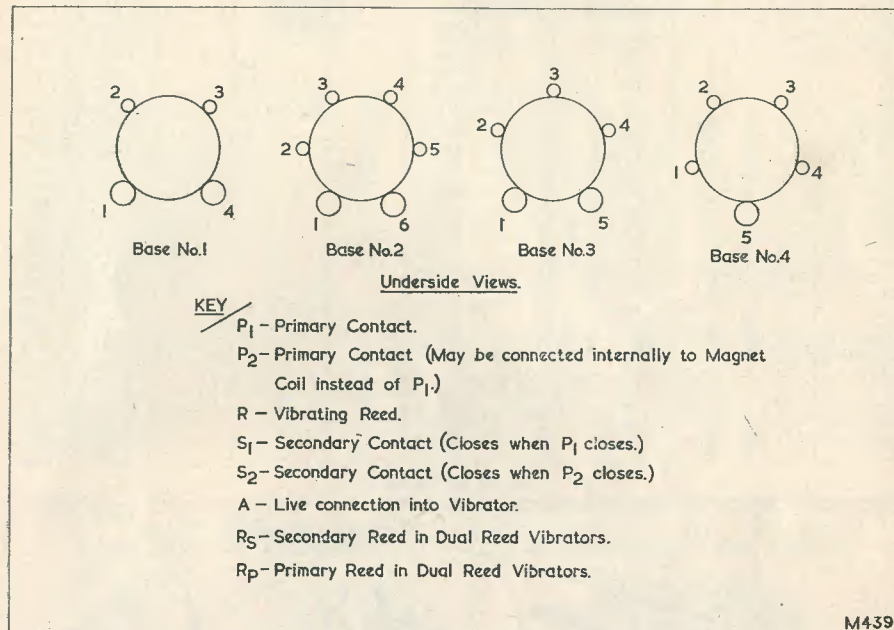 2 3
1 4
Base No.1
3 4
2 5
1 6
Base No.2
3
2 4
1 5
Base No.3
2 3
1 4
5
Base No.4
Underside Views.
KEY
P₁ – Primary Contact.
P₂ – Primary Contact (May be connected internally to Magnet
Coil instead of P₁.)
R – Vibrating Reed.
S₁ – Secondary Contact (Closes when P₁ closes.)
S₂ – Secondary Contact (Closes when P₂ closes.)
A – Live connection into Vibrator.
Rₛ – Secondary Reed in Dual Reed Vibrators.
Rₚ – Primary Reed in Dual Reed Vibrators.
M439